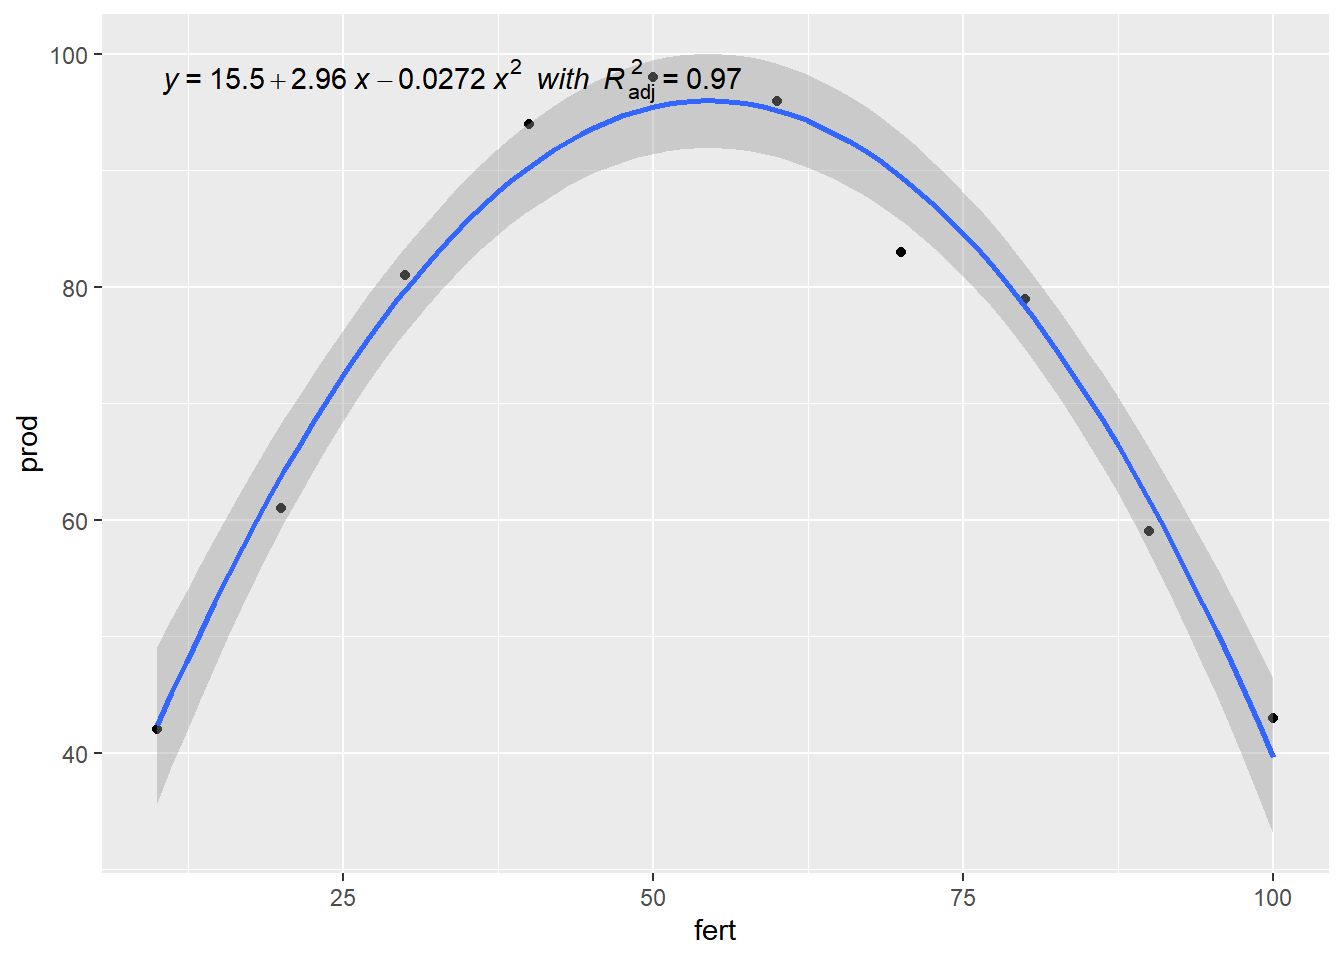 y = 15.5 + 2.96 x − 0.0272 x² with R²adj = 0.97
100
80
60
40
prod
25 50 75 100
fert